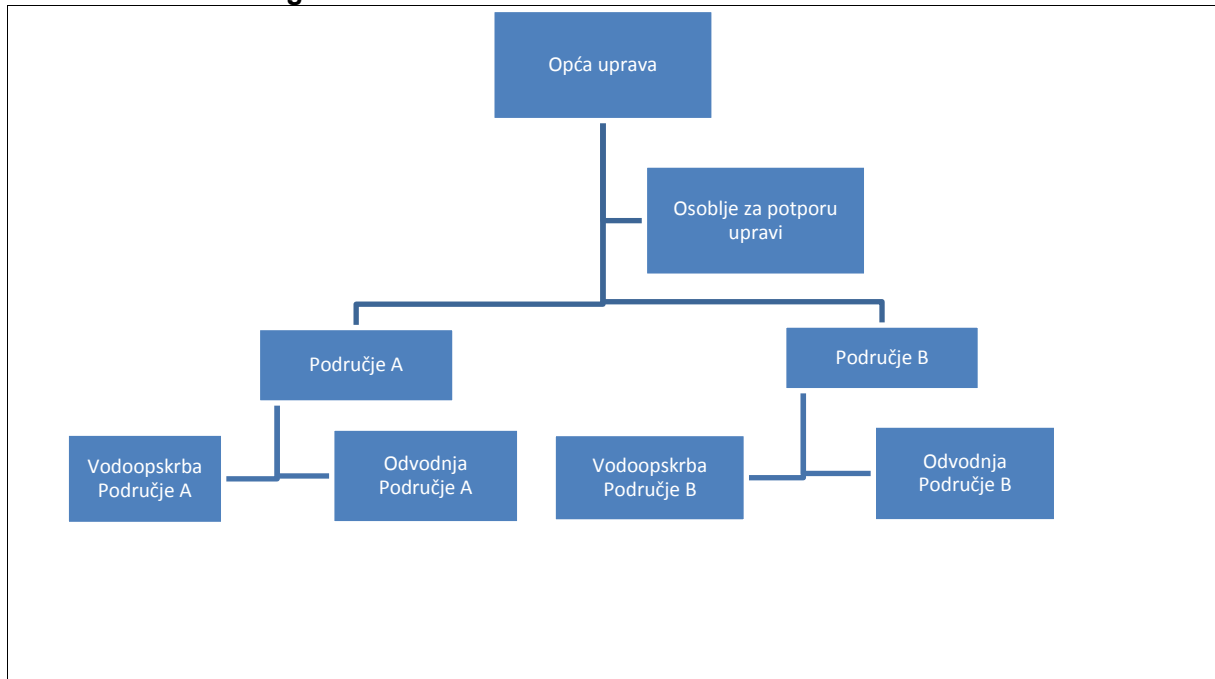 Opća uprava
Osoblje za potporu
upravi
Područje A
Područje B
Vodoopskrba
Područje A
Odvodnja
Područje A
Vodoopskrba
Područje B
Odvodnja
Područje B